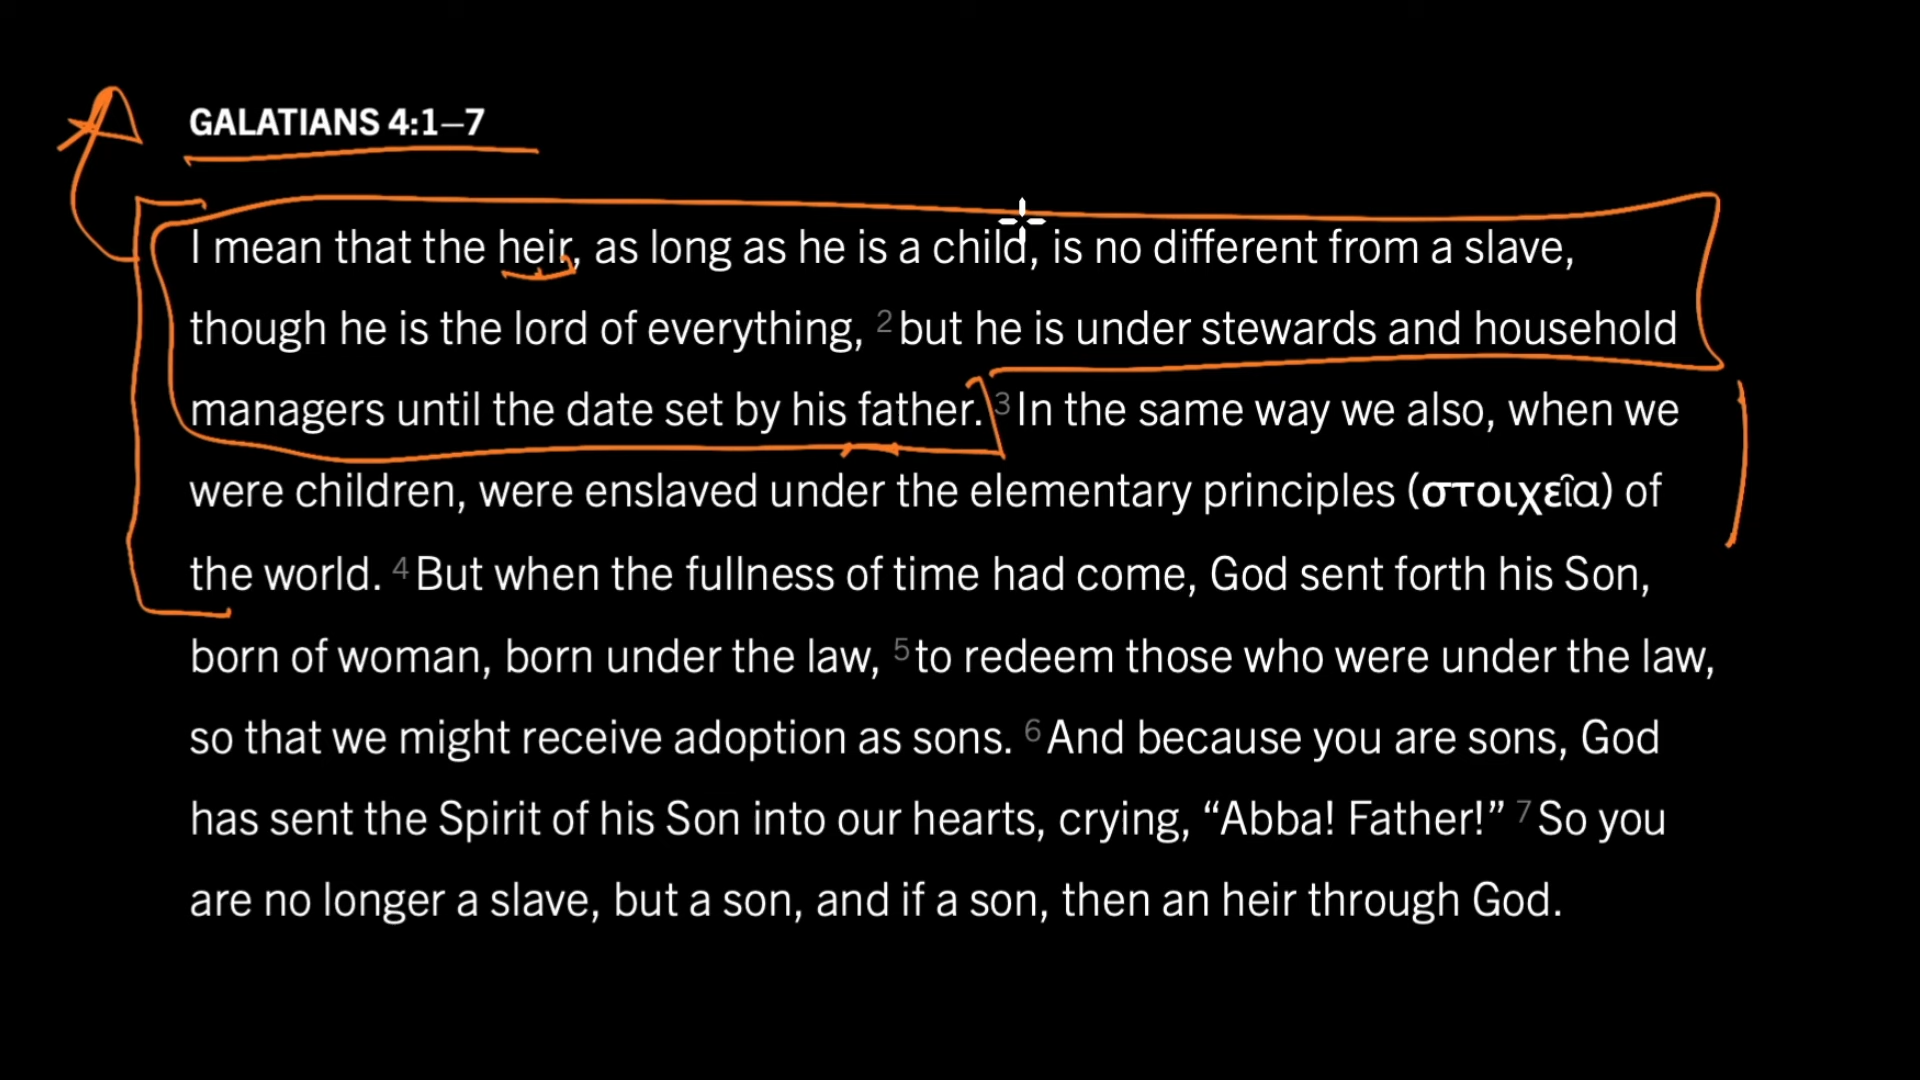 GALATIANS 4:1–7
I mean that the heir, as long as he is a child, is no different from a slave,
though he is the lord of everything, 2 but he is under stewards and household
managers until the date set by his father. 3 In the same way we also, when we
were children, were enslaved under the elementary principles (στοιχεῖα) of
the world. 4 But when the fullness of time had come, God sent forth his Son,
born of woman, born under the law, 5 to redeem those who were under the law,
so that we might receive adoption as sons. 6 And because you are sons, God
has sent the Spirit of his Son into our hearts, crying, “Abba! Father!” 7 So you
are no longer a slave, but a son, and if a son, then an heir through God.